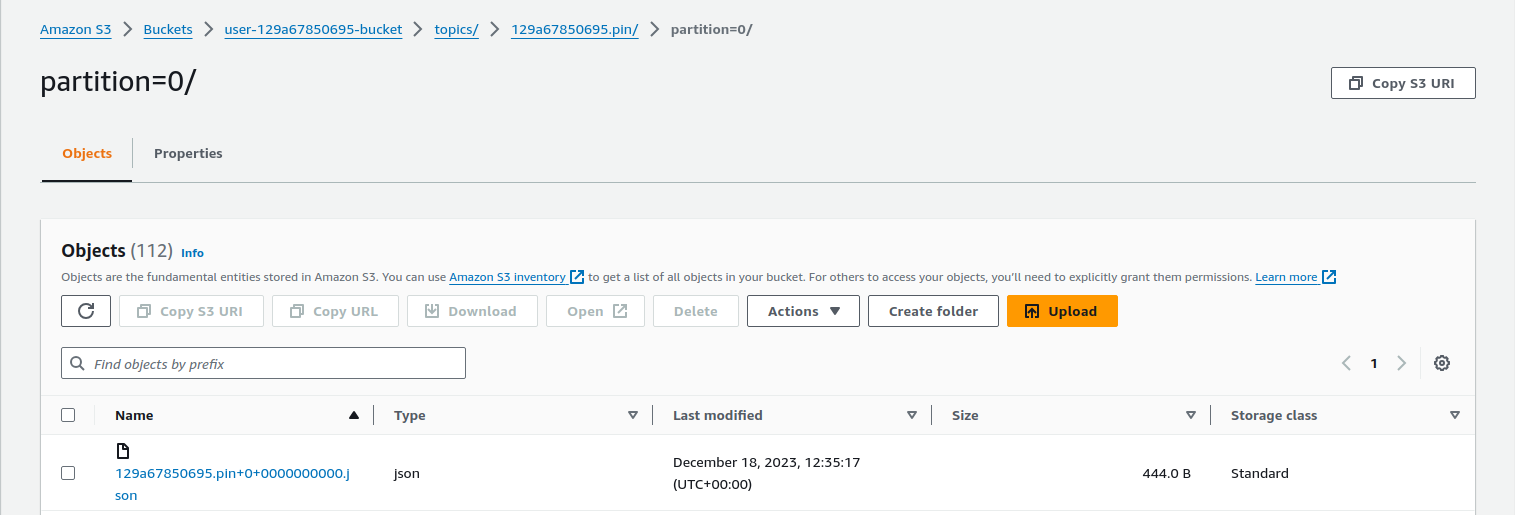 Amazon S3 > Buckets > user-129a67850695-bucket > topics/ > 129a67850695.pin/ > partition=0/
partition=0/
Copy S3 URI
Objects
Properties
Objects (112) Info
Objects are the fundamental entities stored in Amazon S3. You can use Amazon S3 inventory to get a list of all objects in your bucket. For others to access your objects, you'll need to explicitly grant them permissions. Learn more
Copy S3 URI Copy URL Download Open Delete Actions Create folder Upload
Find objects by prefix
1
Name Type Last modified Size Storage class
129a67850695.pin+0+0000000000.j
son
json
December 18, 2023, 12:35:17
(UTC+00:00)
444.0 B
Standard